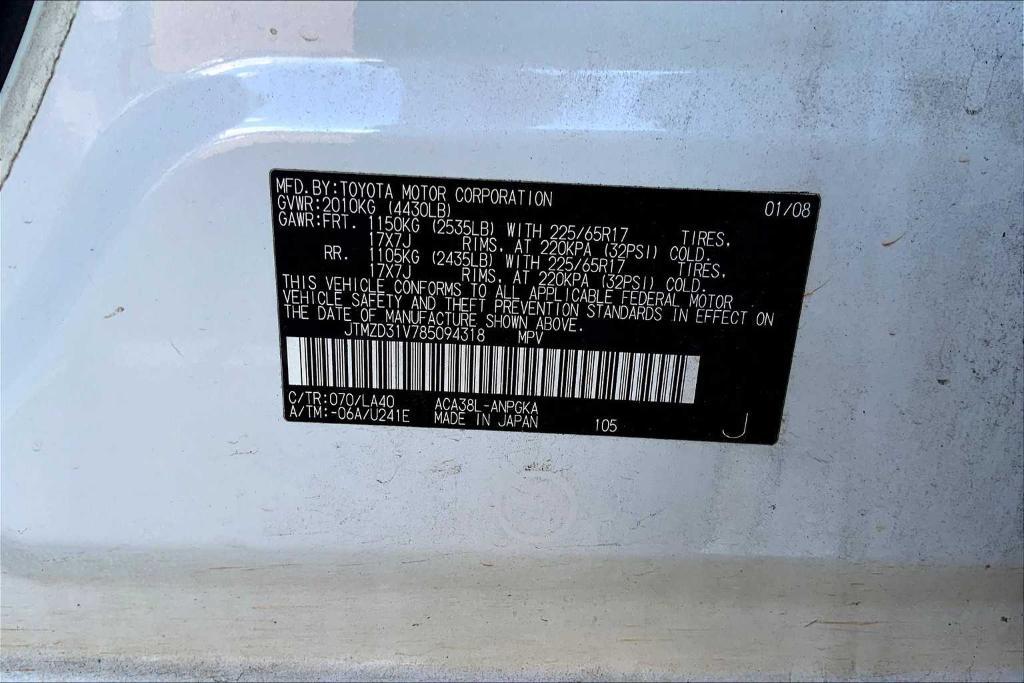 MFD.BY:TOYOTA MOTOR CORPORATION 01/08
GVWR:2010KG (4430LB)
GAWR:FRT. 1150KG (2535LB) WITH 225/65R17 TIRES,
17X7J RIMS, AT 220KPA (32PSI) COLD.
RR. 1105KG (2435LB) WITH 225/65R17 TIRES,
17X7J RIMS, AT 220KPA (32PSI) COLD.
THIS VEHICLE CONFORMS TO ALL APPLICABLE FEDERAL MOTOR
VEHICLE SAFETY AND THEFT PREVENTION STANDARDS IN EFFECT ON
THE DATE OF MANUFACTURE SHOWN ABOVE.
JTMZD31V785094318 MPV
C/TR:070/LA40 ACA38L-ANPGKA
A/TM:-06A/U241E MADE IN JAPAN 105 J